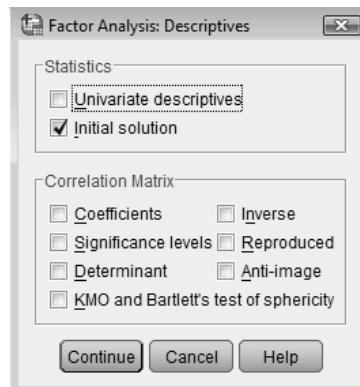 Factor Analysis: Descriptives
Statistics
Univariate descriptives
Initial solution
Correlation Matrix
Coefficients Inverse
Significance levels Reproduced
Determinant Anti-image
KMO and Bartlett's test of sphericity
Continue Cancel Help